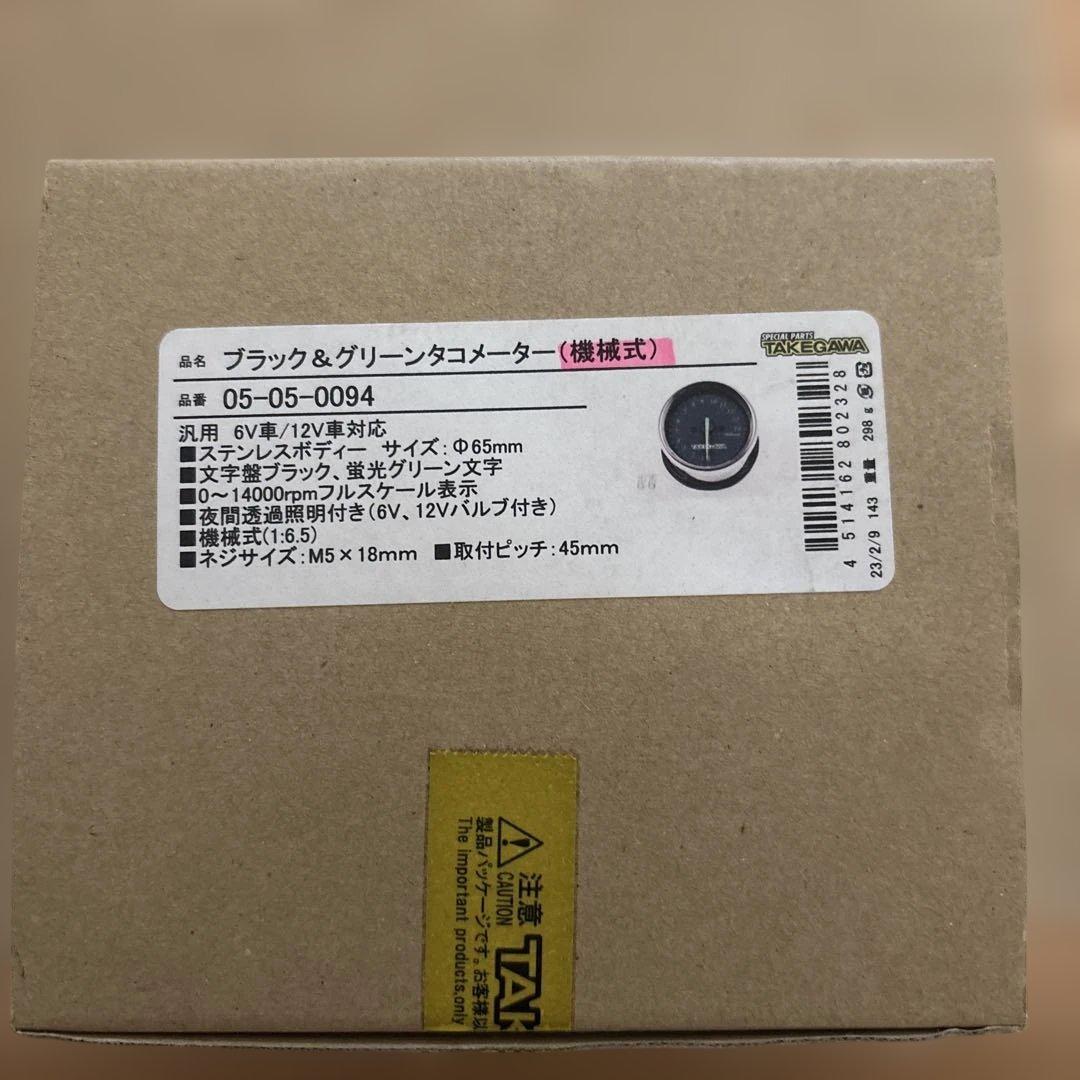 品名 ブラック&グリーンタコメーター(機械式)
SPECIAL PARTS
TAKEGAWA
品番 05-05-0094
汎用 6V車/12V車対応
■ステンレスボディー サイズ:Φ65mm
■文字盤ブラック、蛍光グリーン文字
■0~14000rpmフルスケール表示
■夜間透過照明付き(6V、12Vバルブ付き)
■機械式(1:6.5)
■ネジサイズ:M5×18mm ■取付ピッチ:45mm
4 514162 802328
23/2/9 143 重量 298g
注意
CAUTION
TAK
製品パッケージです。お客様以
The important products,only